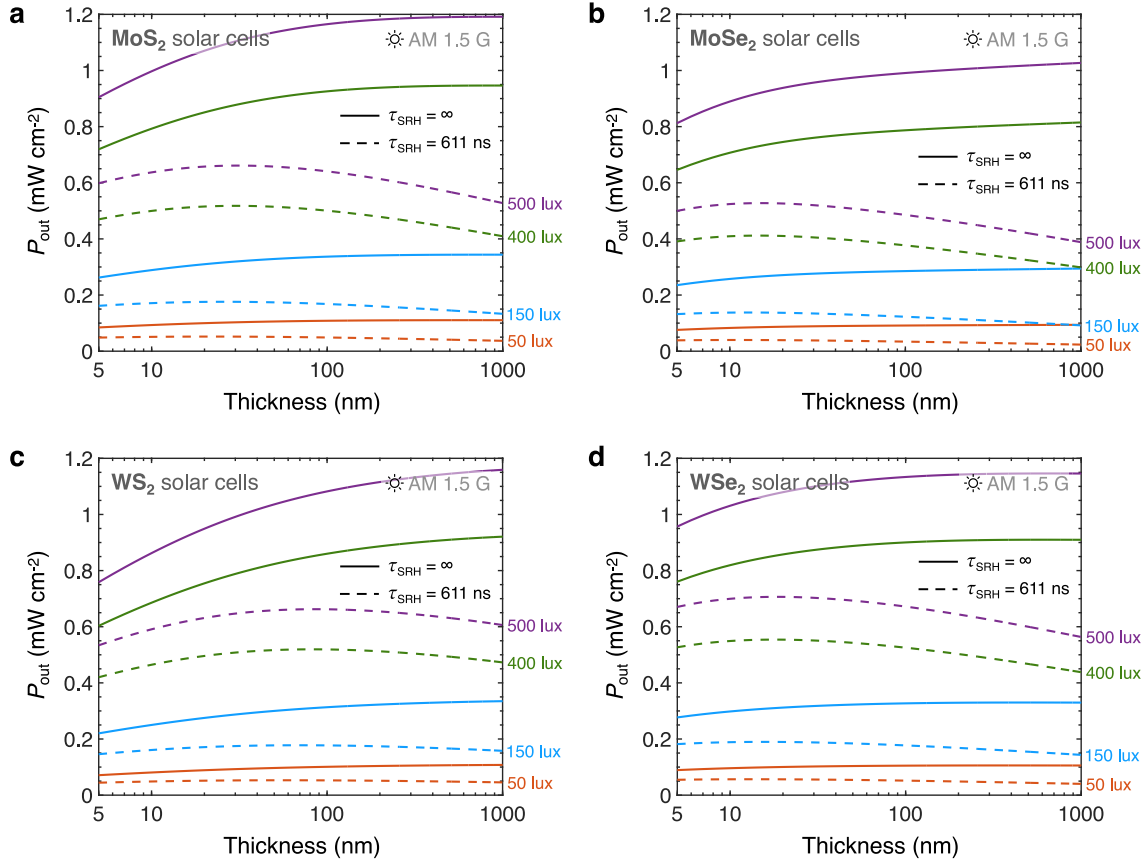 a
MoS₂ solar cells
AM 1.5 G
τSRH = ∞
τSRH = 611 ns
500 lux
400 lux
150 lux
50 lux
Pout (mW cm⁻²)
1.2
1
0.8
0.6
0.4
0.2
0
5 10 100 1000
Thickness (nm)
b
MoSe₂ solar cells
AM 1.5 G
τSRH = ∞
τSRH = 611 ns
500 lux
400 lux
150 lux
50 lux
Pout (mW cm⁻²)
1.2
1
0.8
0.6
0.4
0.2
0
5 10 100 1000
Thickness (nm)
c
WS₂ solar cells
AM 1.5 G
τSRH = ∞
τSRH = 611 ns
500 lux
400 lux
150 lux
50 lux
Pout (mW cm⁻²)
1.2
1
0.8
0.6
0.4
0.2
0
5 10 100 1000
Thickness (nm)
d
WSe₂ solar cells
AM 1.5 G
τSRH = ∞
τSRH = 611 ns
500 lux
400 lux
150 lux
50 lux
Pout (mW cm⁻²)
1.2
1
0.8
0.6
0.4
0.2
0
5 10 100 1000
Thickness (nm)